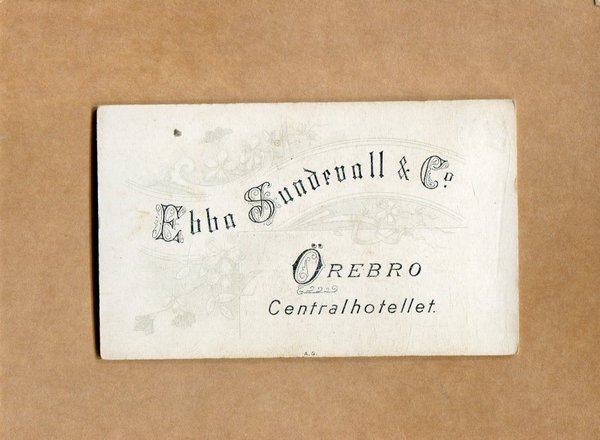 Ebba Sundevall & Co
ÖREBRO
Centralhotellet.
A.G.